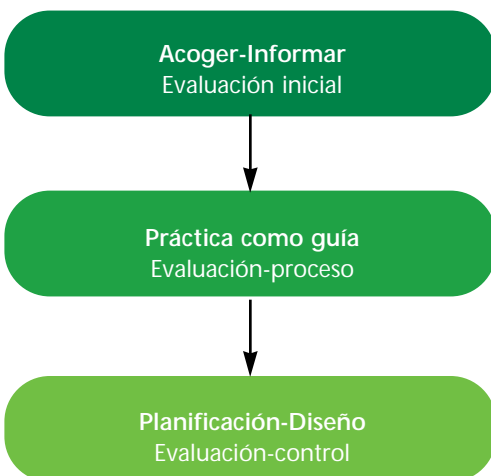 Acoger-Informar
Evaluación inicial
Práctica como guía
Evaluación-proceso
Planificación-Diseño
Evaluación-control